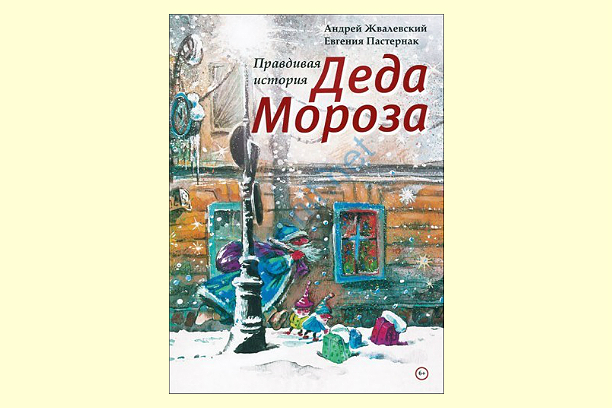 Андрей Жвалевский
Евгения Пастернак
Правдивая
история
Деда
Мороза
6+